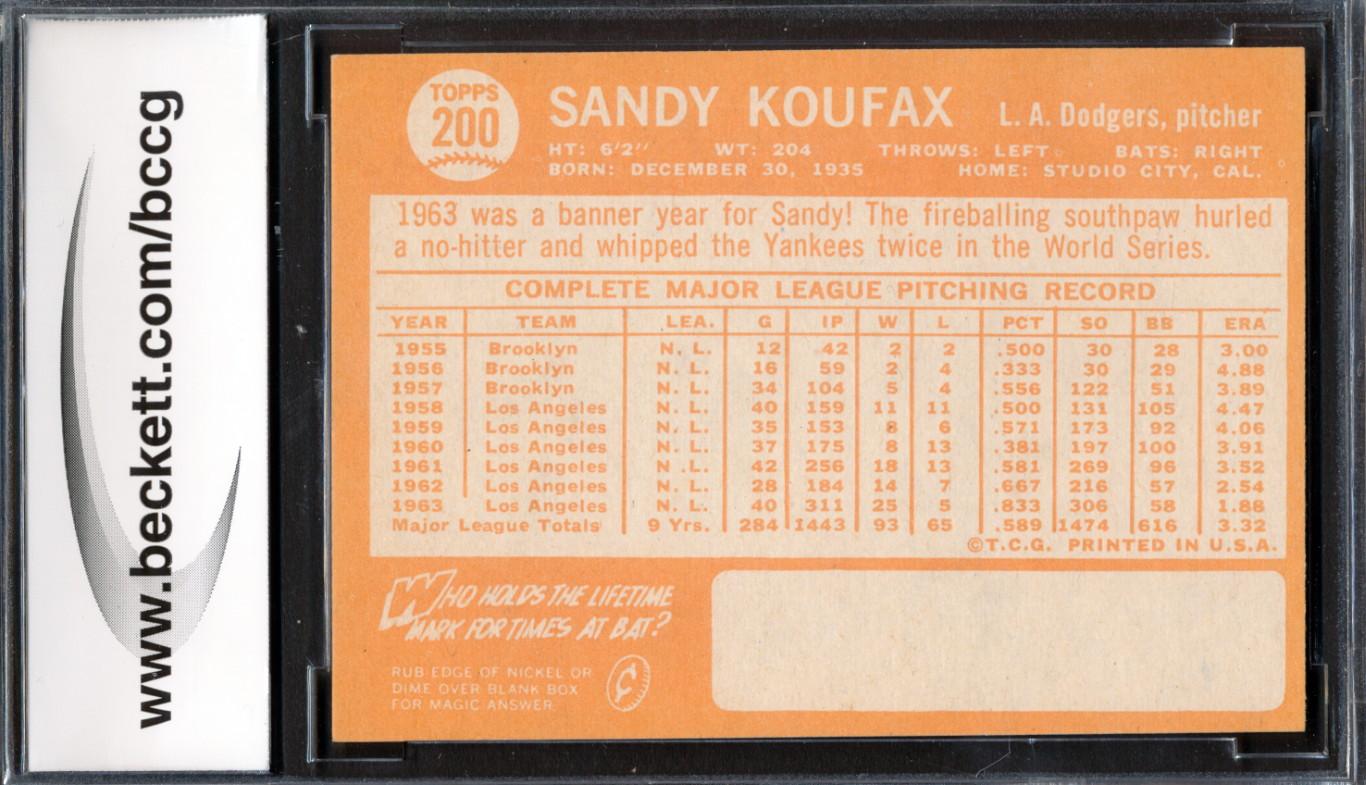 www.beckett.com/bccg
TOPPS
200
SANDY KOUFAX L. A. Dodgers, pitcher
HT: 6'2" WT: 204 THROWS: LEFT BATS: RIGHT
BORN: DECEMBER 30, 1935 HOME: STUDIO CITY, CAL.
1963 was a banner year for Sandy! The fireballing southpaw hurled
a no-hitter and whipped the Yankees twice in the World Series.
COMPLETE MAJOR LEAGUE PITCHING RECORD
YEAR TEAM LEA. G IP W L PCT SO BB ERA
1955 Brooklyn N. L. 12 42 2 2 .500 30 28 3.00
1956 Brooklyn N. L. 16 59 2 4 .333 30 29 4.88
1957 Brooklyn N. L. 34 104 5 4 .556 122 51 3.89
1958 Los Angeles N. L. 40 159 11 11 .500 131 105 4.47
1959 Los Angeles N. L. 35 153 8 6 .571 173 92 4.06
1960 Los Angeles N. L. 37 175 8 13 .381 197 100 3.91
1961 Los Angeles N .L. 42 256 18 13 .581 269 96 3.52
1962 Los Angeles N. L. 28 184 14 7 .667 216 57 2.54
1963 Los Angeles N. L. 40 311 25 5 .833 306 58 1.88
Major League Totals 9 Yrs. 284 1443 93 65 .589 1474 616 3.32
©T.C.G. PRINTED IN U.S.A.
WHO HOLDS THE LIFETIME
MARK FOR TIMES AT BAT?
RUB EDGE OF NICKEL OR
DIME OVER BLANK BOX
FOR MAGIC ANSWER
¢